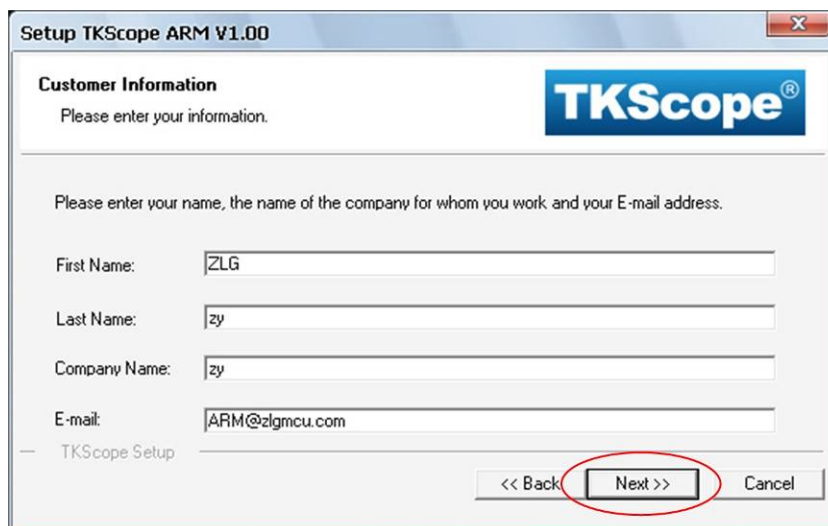 Setup TKScope ARM V1.00
Customer Information
Please enter your information.
TKScope®
Please enter your name, the name of the company for whom you work and your E-mail address.
First Name: ZLG
Last Name: zy
Company Name: zy
E-mail: ARM@zlgmcu.com
TKScope Setup
<< Back Next >> Cancel